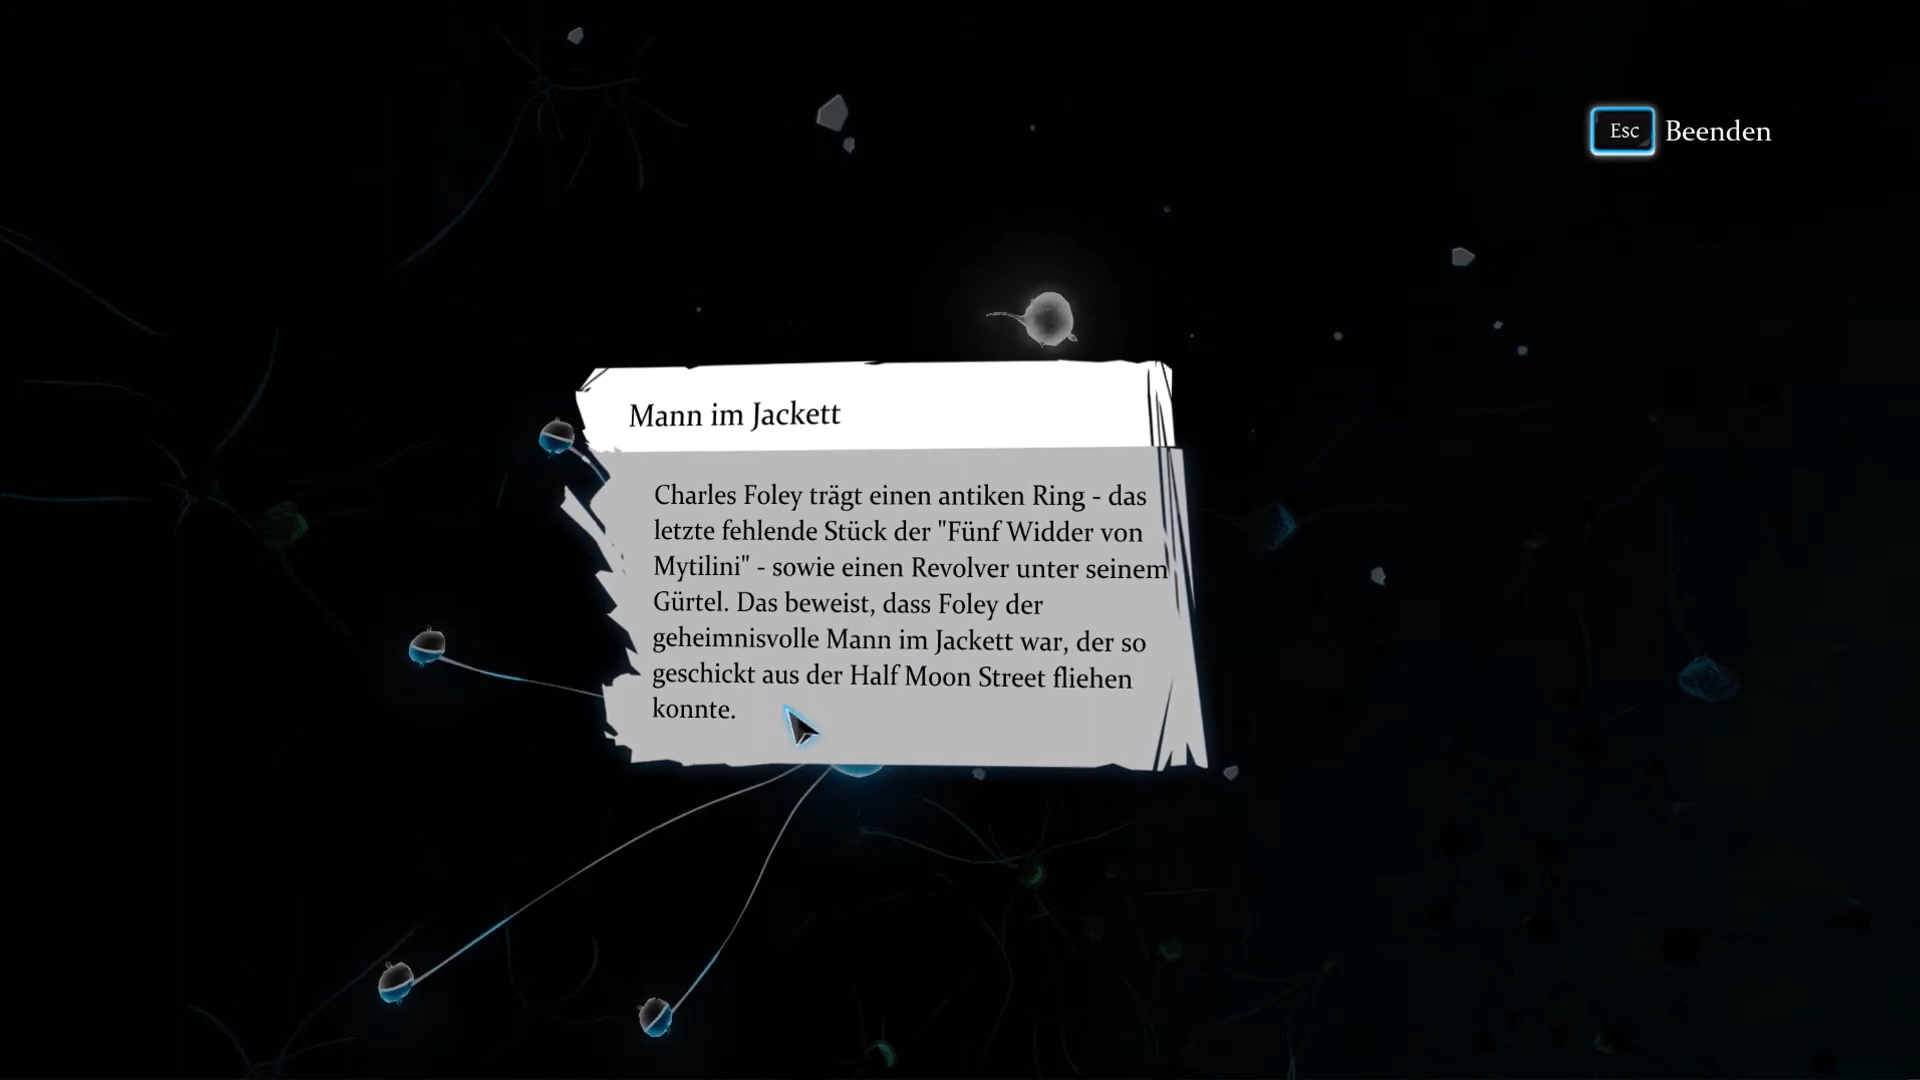 Esc Beenden
Mann im Jackett
Charles Foley trägt einen antiken Ring - das
letzte fehlende Stück der "Fünf Widder von
Mytilini" - sowie einen Revolver unter seinem
Gürtel. Das beweist, dass Foley der
geheimnisvolle Mann im Jackett war, der so
geschickt aus der Half Moon Street fliehen
konnte.